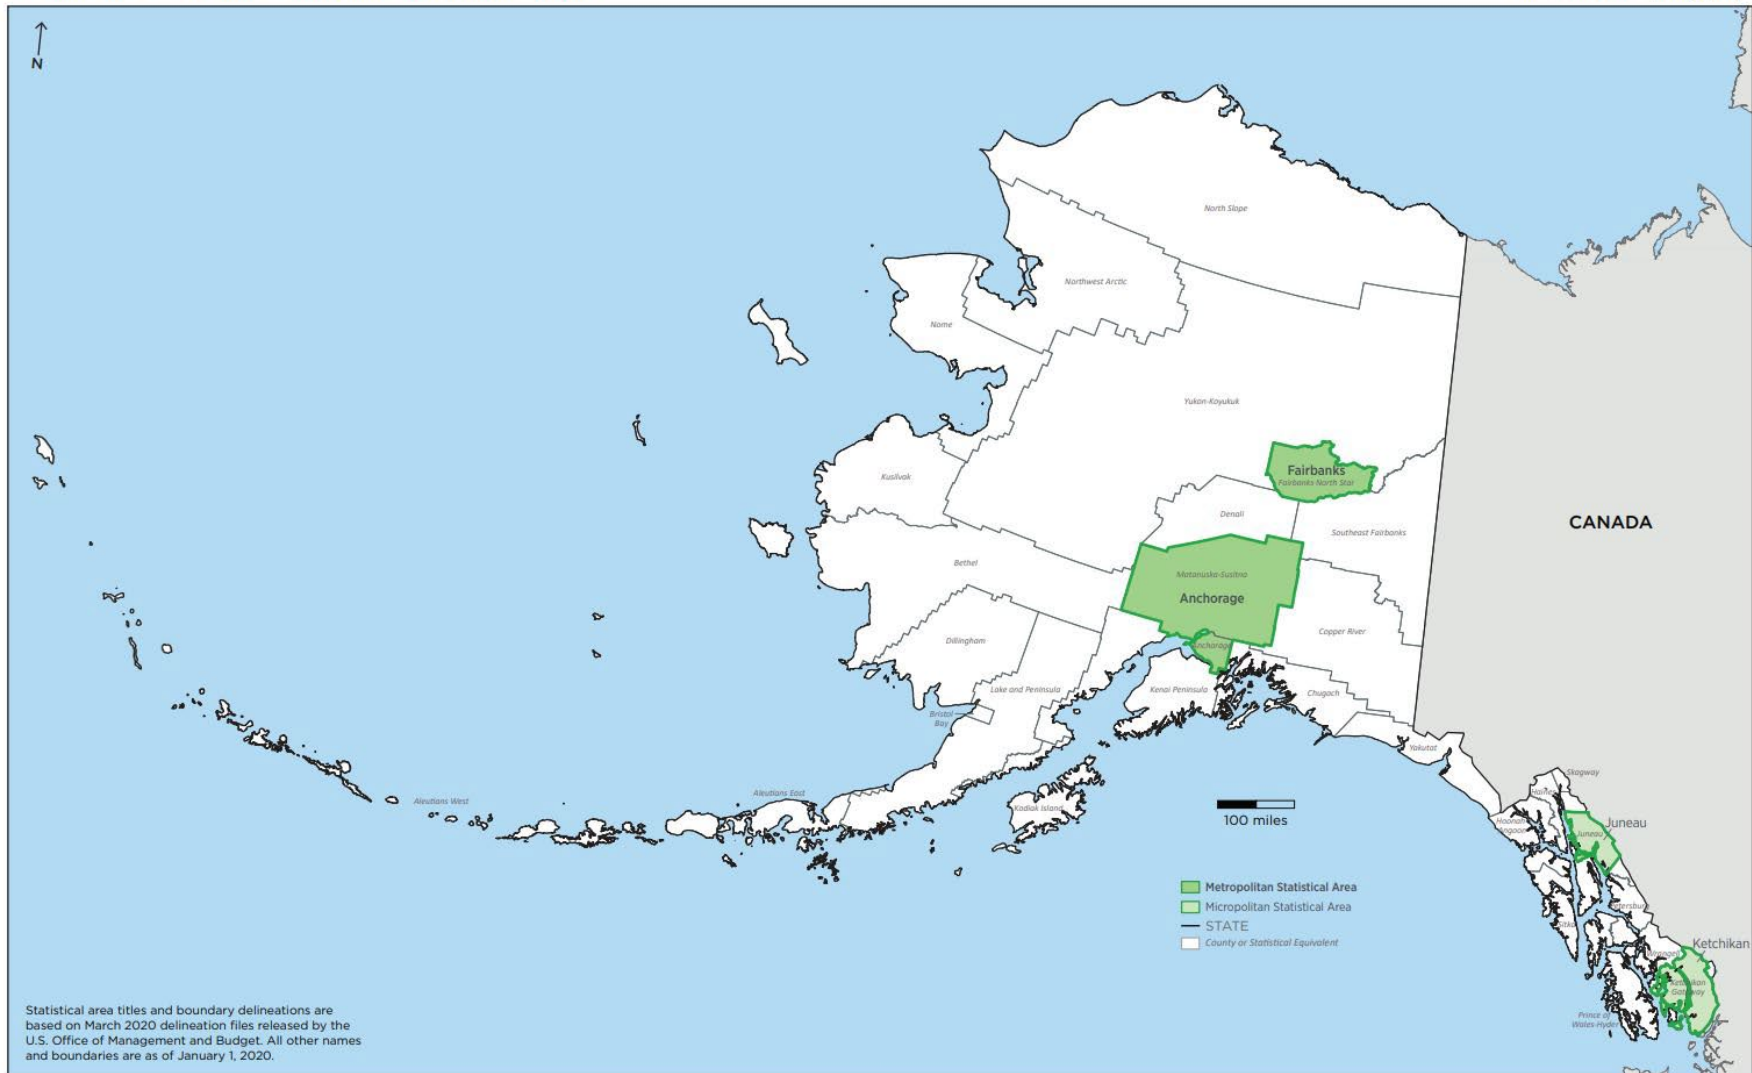 N
North Slope
Northwest Arctic
Nome
Yukon-Koyukuk
Fairbanks
Fairbanks North Star
Kusilvak
Denali
Southeast Fairbanks
CANADA
Bethel
Matanuska-Susitna
Anchorage
Dillingham
Copper River
Anchorage
Lake and Peninsula
Kenai Peninsula
Chugach
Bristol
Bay
Yakutat
Skagway
Haines
Aleutians West
Aleutians East
Kodiak Island
100 miles
Hoonah-
Angoon
Juneau
Juneau
Metropolitan Statistical Area
Micropolitan Statistical Area
STATE
County or Statistical Equivalent
Petersburg
Sitka
Ketchikan
Wrangell
Ketchikan
Gateway
Prince of
Wales-Hyder
Statistical area titles and boundary delineations are
based on March 2020 delineation files released by the
U.S. Office of Management and Budget. All other names
and boundaries are as of January 1, 2020.